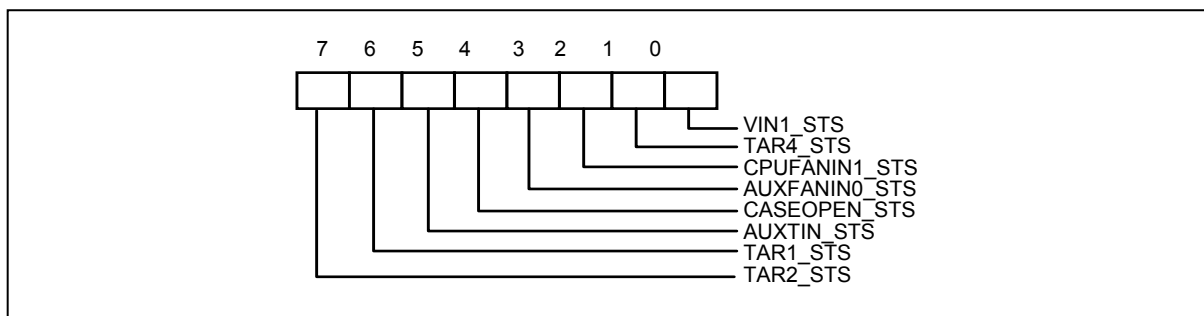 7 6 5 4 3 2 1 0
VIN1_STS
TAR4_STS
CPUFANIN1_STS
AUXFANIN0_STS
CASEOPEN_STS
AUXTIN_STS
TAR1_STS
TAR2_STS